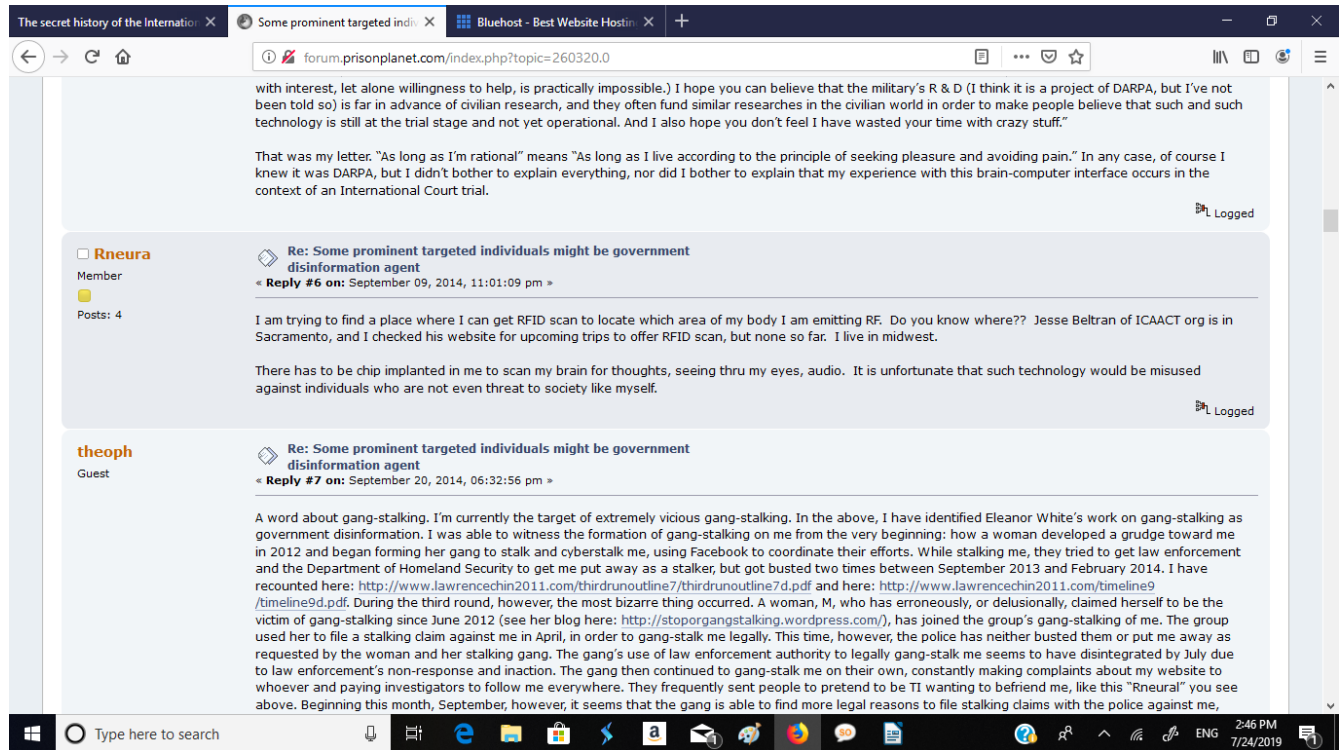 The secret history of the Internation
Some prominent targeted indiv
Bluehost - Best Website Hostin
forum.prisonplanet.com/index.php?topic=260320.0
with interest, let alone willingness to help, is practically impossible.) I hope you can believe that the military's R & D (I think it is a project of DARPA, but I've not
been told so) is far in advance of civilian research, and they often fund similar researches in the civilian world in order to make people believe that such and such
technology is still at the trial stage and not yet operational. And I also hope you don't feel I have wasted your time with crazy stuff."
That was my letter. "As long as I'm rational" means "As long as I live according to the principle of seeking pleasure and avoiding pain." In any case, of course I
knew it was DARPA, but I didn't bother to explain everything, nor did I bother to explain that my experience with this brain-computer interface occurs in the
context of an International Court trial.
Logged
Rneura
Member
Posts: 4
Re: Some prominent targeted individuals might be government
disinformation agent
« Reply #6 on: September 09, 2014, 11:01:09 pm »
I am trying to find a place where I can get RFID scan to locate which area of my body I am emitting RF.  Do you know where??  Jesse Beltran of ICAACT org is in
Sacramento, and I checked his website for upcoming trips to offer RFID scan, but none so far.  I live in midwest.
There has to be chip implanted in me to scan my brain for thoughts, seeing thru my eyes, audio.  It is unfortunate that such technology would be misused
against individuals who are not even threat to society like myself.
Logged
theoph
Guest
Re: Some prominent targeted individuals might be government
disinformation agent
« Reply #7 on: September 20, 2014, 06:32:56 pm »
A word about gang-stalking. I'm currently the target of extremely vicious gang-stalking. In the above, I have identified Eleanor White's work on gang-stalking as
government disinformation. I was able to witness the formation of gang-stalking on me from the very beginning: how a woman developed a grudge toward me
in 2012 and began forming her gang to stalk and cyberstalk me, using Facebook to coordinate their efforts. While stalking me, they tried to get law enforcement
and the Department of Homeland Security to get me put away as a stalker, but got busted two times between September 2013 and February 2014. I have
recounted here: http://www.lawrencechin2011.com/thirdrunoutline7/thirdrunoutline7d.pdf and here: http://www.lawrencechin2011.com/timeline9
/timeline9d.pdf. During the third round, however, the most bizarre thing occurred. A woman, M, who has erroneously, or delusionally, claimed herself to be the
victim of gang-stalking since June 2012 (see her blog here: http://stoporgangstalking.wordpress.com/), has joined the group's gang-stalking of me. The group
used her to file a stalking claim against me in April, in order to gang-stalk me legally. This time, however, the police has neither busted them or put me away as
requested by the woman and her stalking gang. The gang's use of law enforcement authority to legally gang-stalk me seems to have disintegrated by July due
to law enforcement's non-response and inaction. The gang then continued to gang-stalk me on their own, constantly making complaints about my website to
whoever and paying investigators to follow me everywhere. They frequently sent people to pretend to be TI wanting to befriend me, like this "Rneural" you see
above. Beginning this month, September, however, it seems that the gang is able to find more legal reasons to file stalking claims with the police against me,
Type here to search
ENG
2:46 PM
7/24/2019